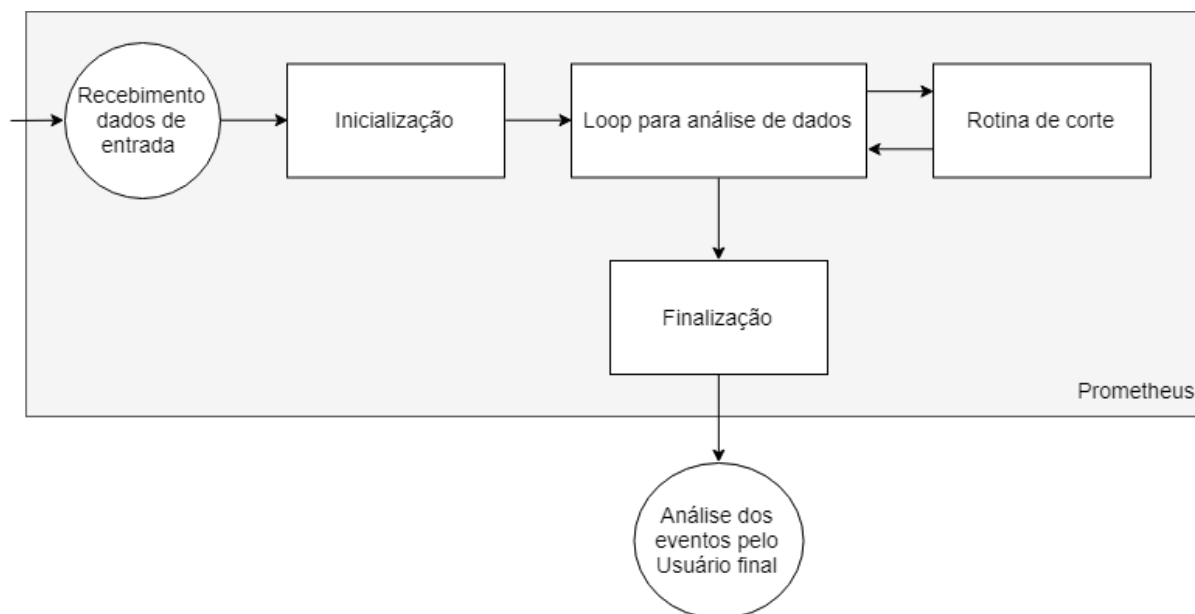 Recebimento
dados de
entrada
Inicialização
Loop para análise de dados
Rotina de corte
Finalização
Prometheus
Análise dos
eventos pelo
Usuário final